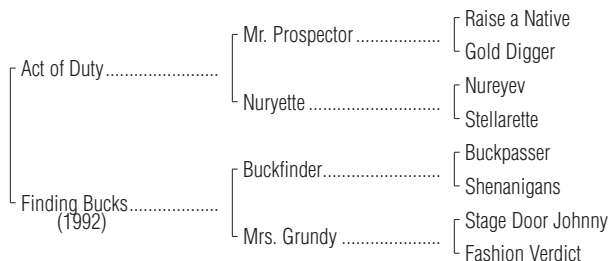 Raise a Native
Mr. Prospector ...................
Gold Digger
Act of Duty.........................
Nureyev
Nuryette .............................
Stellarette
Buckpasser
Buckfinder..........................
Shenanigans
Finding Bucks....................
(1992)
Stage Door Johnny
Mrs. Grundy ......................
Fashion Verdict